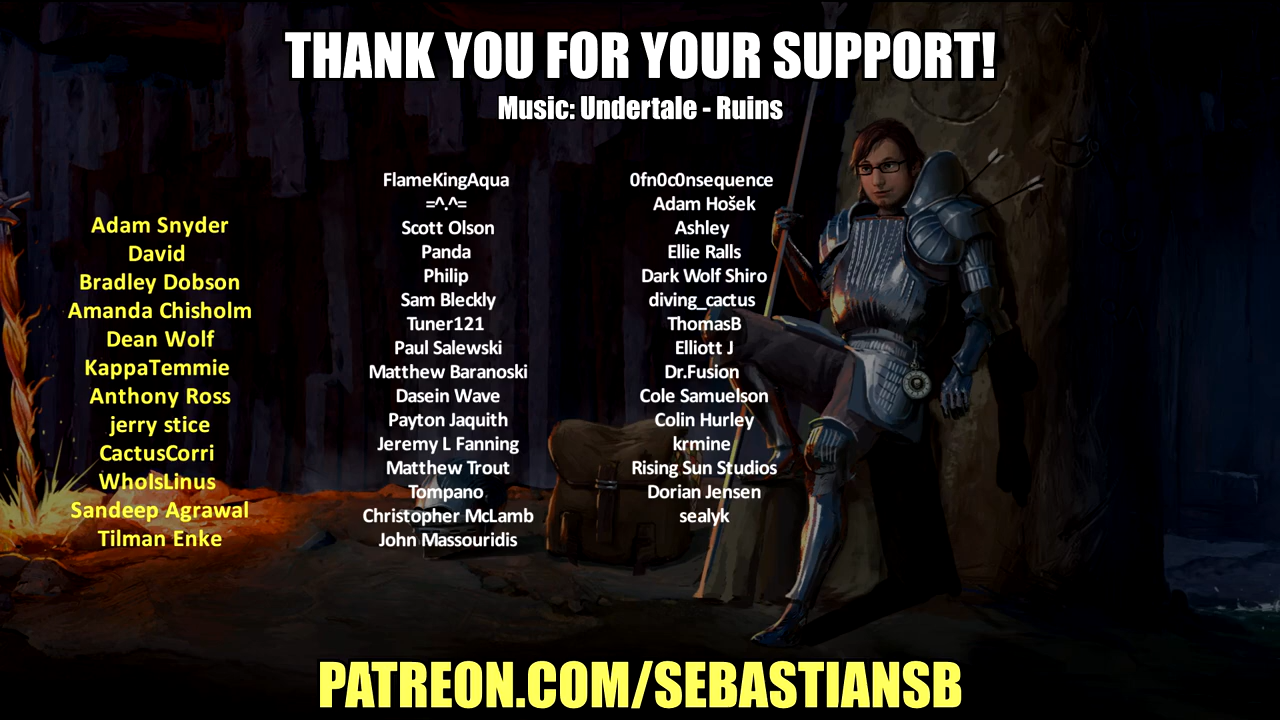 THANK YOU FOR YOUR SUPPORT!
Music: Undertale - Ruins
Adam Snyder
David
Bradley Dobson
Amanda Chisholm
Dean Wolf
KappaTemmie
Anthony Ross
jerry stice
CactusCorri
WhoIsLinus
Sandeep Agrawal
Tilman Enke
FlameKingAqua
=^.^=
Scott Olson
Panda
Philip
Sam Bleckly
Tuner121
Paul Salewski
Matthew Baranoski
Dasein Wave
Payton Jaquith
Jeremy L Fanning
Matthew Trout
Tompano
Christopher McLamb
John Massouridis
0fn0c0nsequence
Adam Hošek
Ashley
Ellie Ralls
Dark Wolf Shiro
diving_cactus
ThomasB
Elliott J
Dr.Fusion
Cole Samuelson
Colin Hurley
krmine
Rising Sun Studios
Dorian Jensen
sealyk
PATREON.COM/SEBASTIANSB